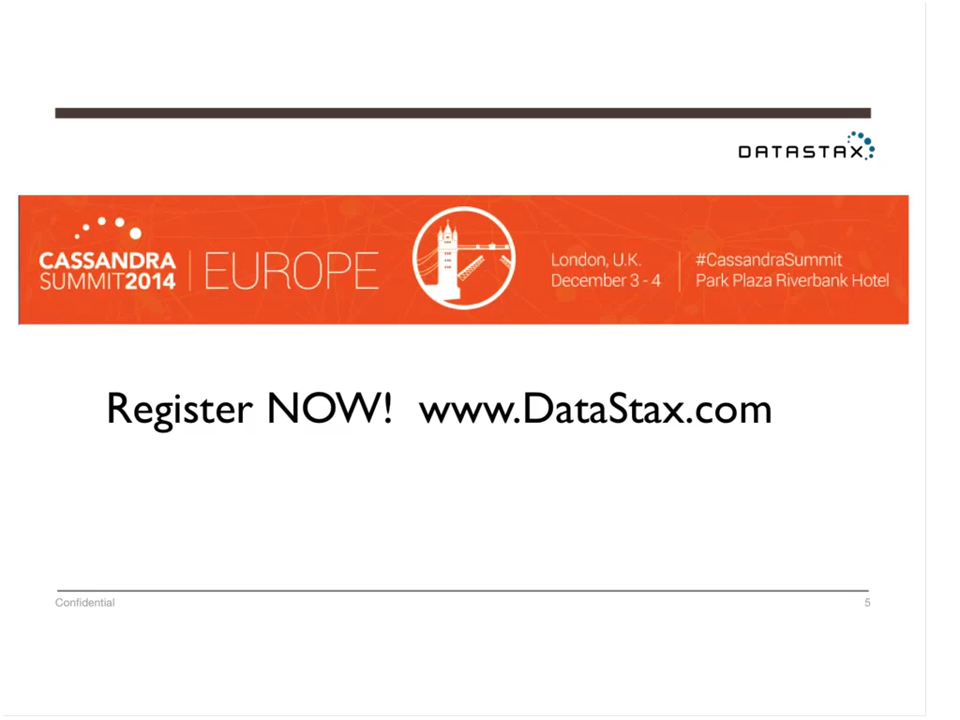 DATASTAX
CASSANDRA
SUMMIT2014
EUROPE
London, U.K.
December 3 - 4
#CassandraSummit
Park Plaza Riverbank Hotel
Register NOW! www.DataStax.com
Confidential
5